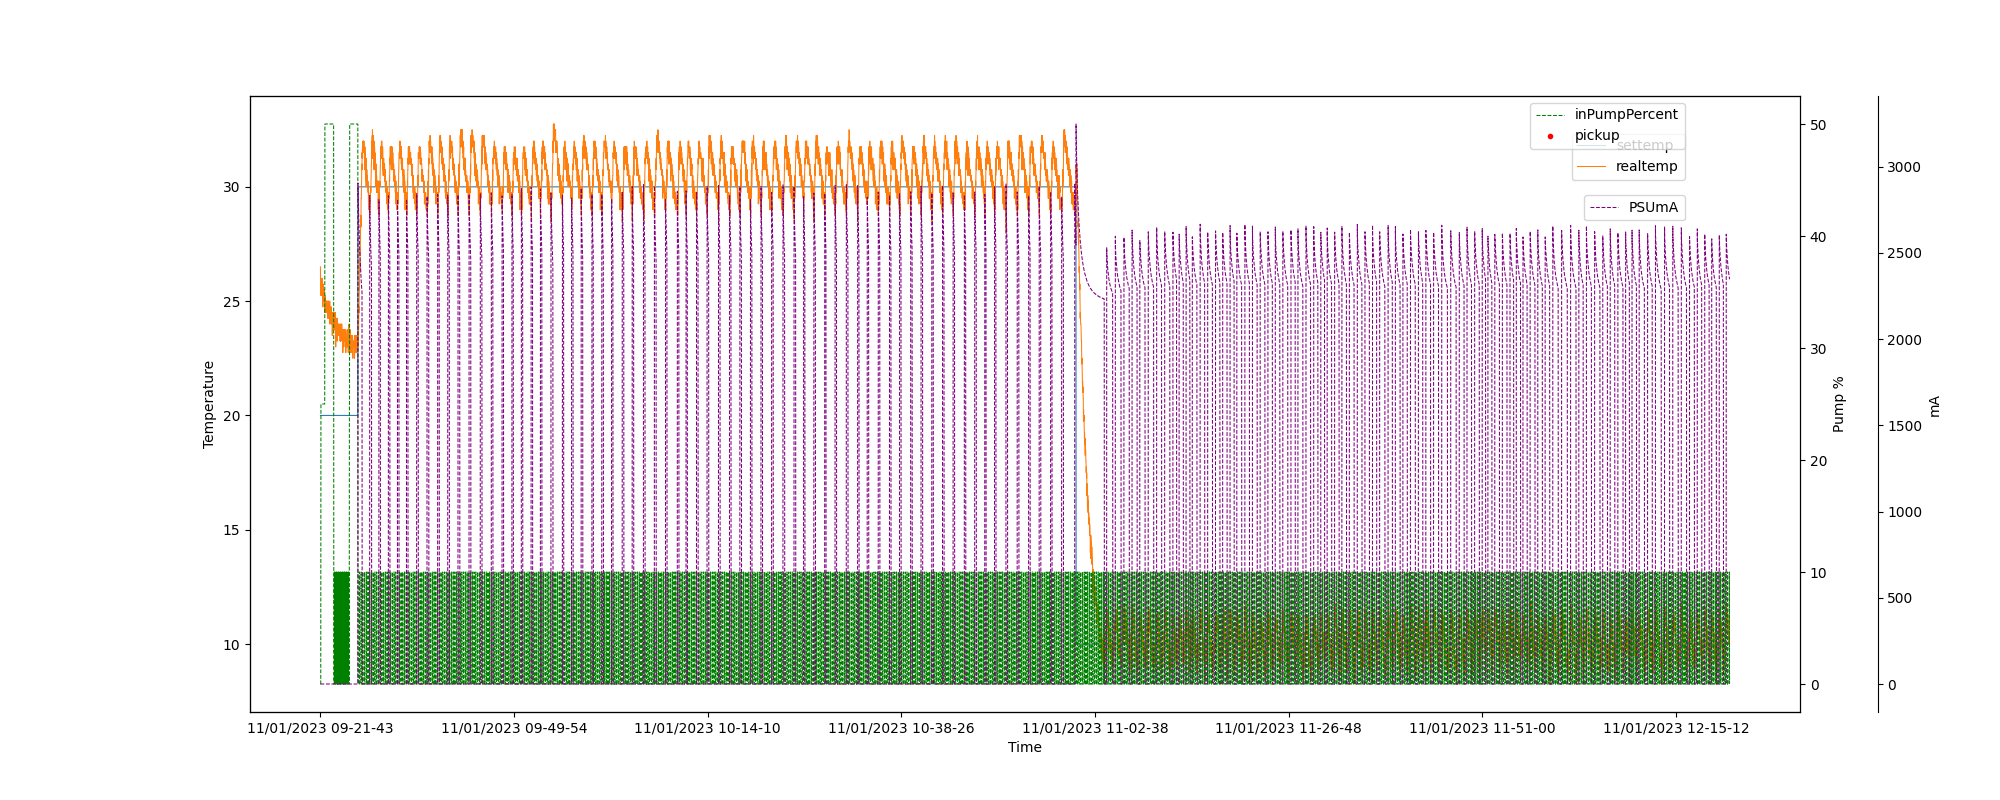 inPumpPercent
pickup
settemp
realtemp
PSUmA
30
25
20
15
10
Temperature
50
40
30
20
10
0
Pump %
3000
2500
2000
1500
1000
500
0
mA
11/01/2023 09-21-43
11/01/2023 09-49-54
11/01/2023 10-14-10
11/01/2023 10-38-26
11/01/2023 11-02-38
11/01/2023 11-26-48
11/01/2023 11-51-00
11/01/2023 12-15-12
Time